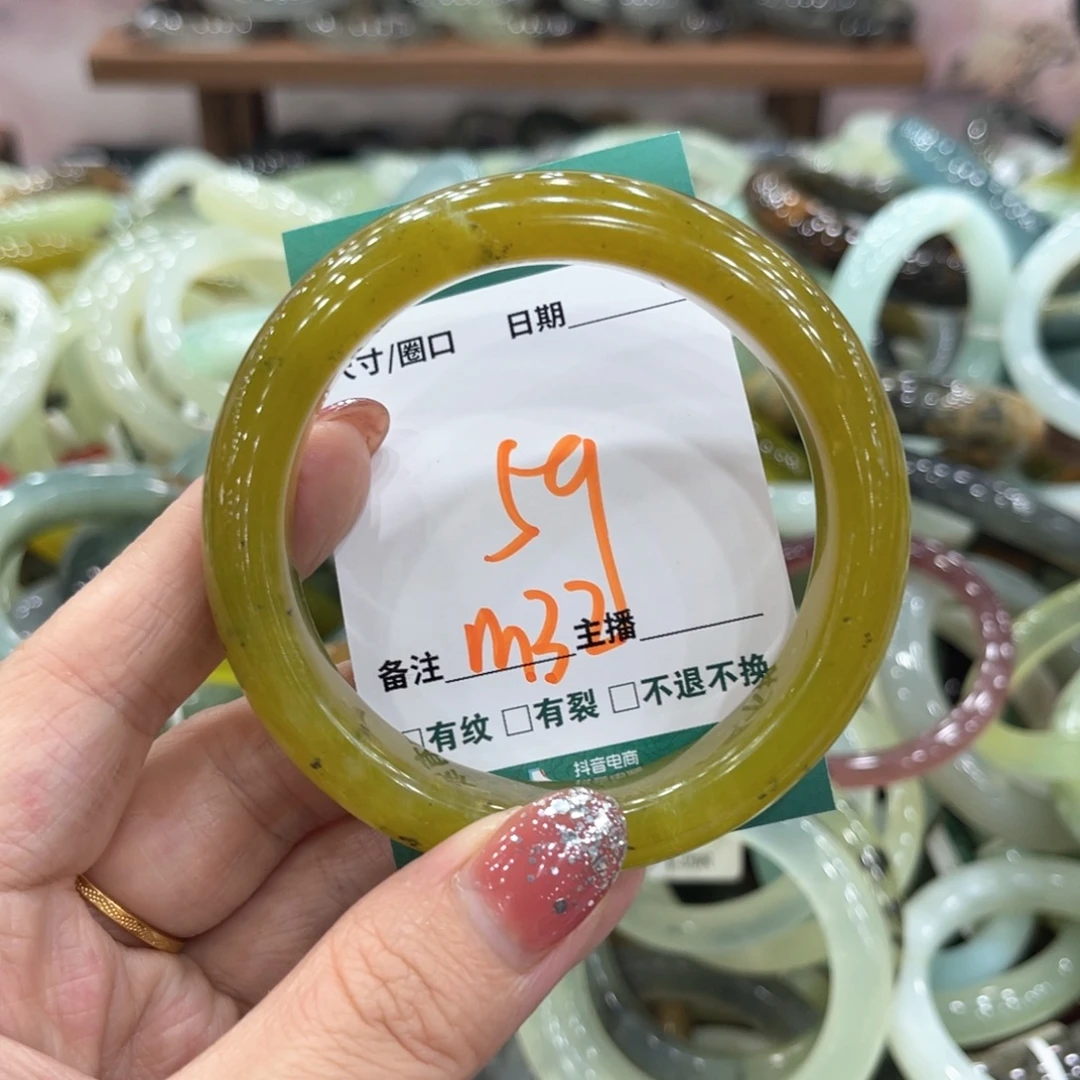 寸/圈口 日期
59
m32
备注 主播
□有纹 □有裂 □不退不换
抖音电商